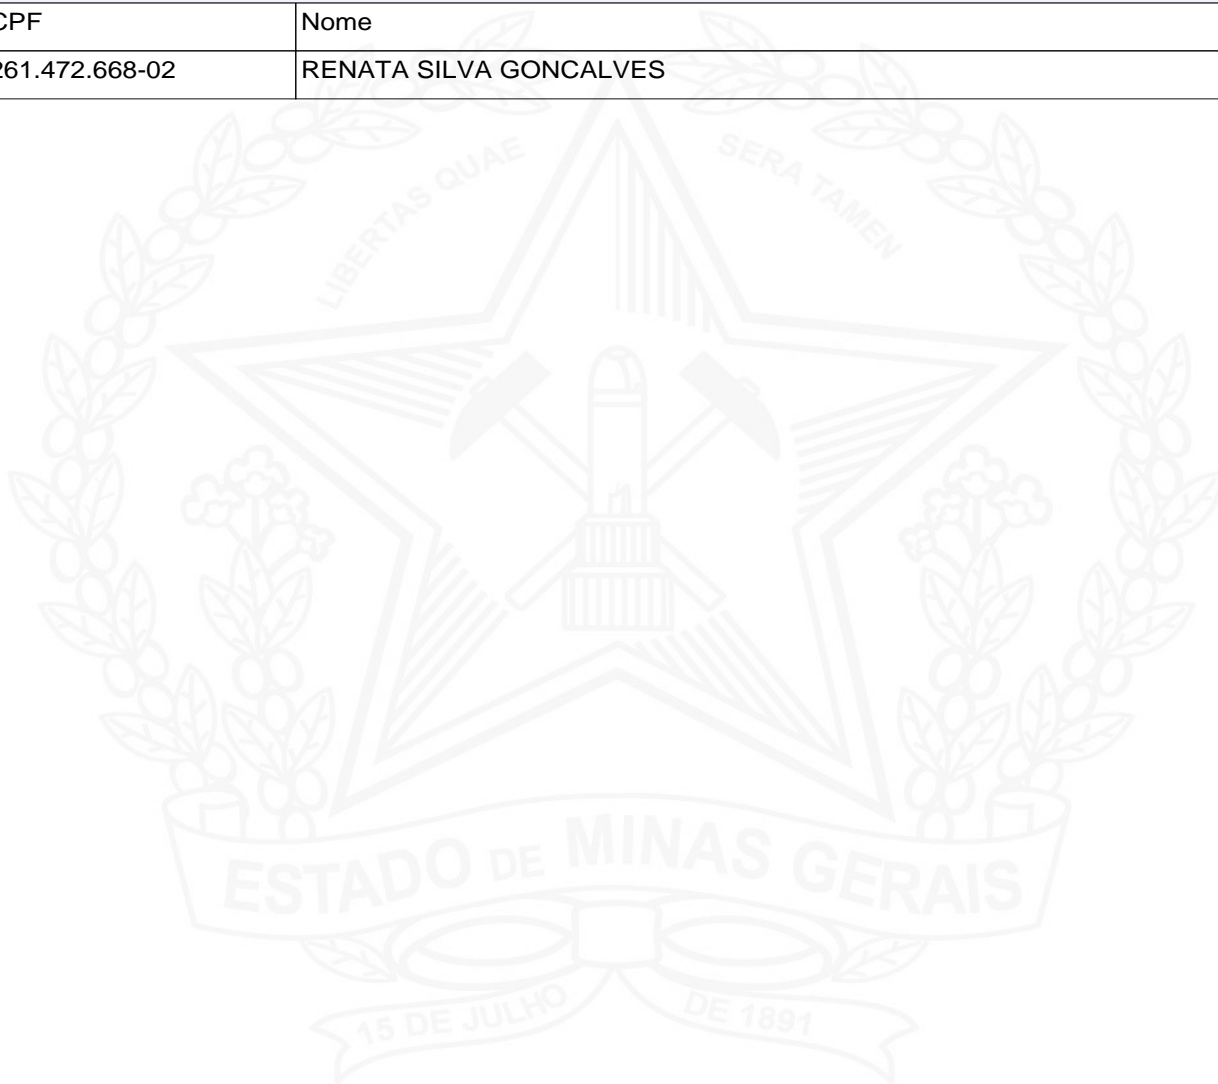 CPF Nome
261.472.668-02 RENATA SILVA GONCALVES
LIBERTAS QUAE SERA TAMEN
ESTADO DE MINAS GERAIS
15 DE JULHO DE 1891